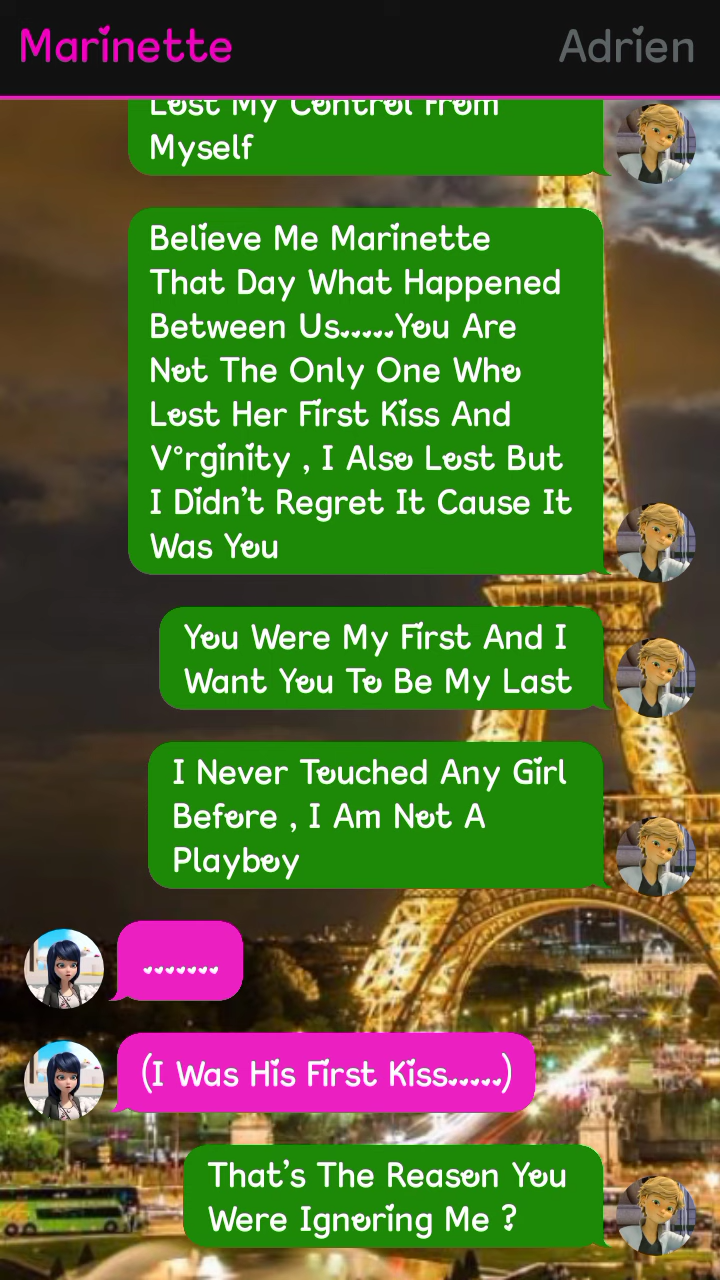 Marinette
Adrien
Lost My Control From
Myself
Believe Me Marinette
That Day What Happened
Between Us.....You Are
Not The Only One Who
Lost Her First Kiss And
V°rginity , I Also Lost But
I Didn't Regret It Cause It
Was You
You Were My First And I
Want You To Be My Last
I Never Touched Any Girl
Before , I Am Not A
Playboy
.......
(I Was His First Kiss.....)
That's The Reason You
Were Ignoring Me ?